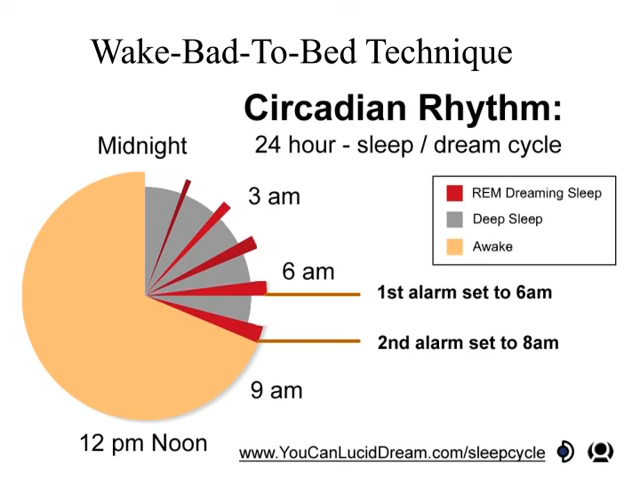 Wake-Bad-To-Bed Technique
Circadian Rhythm:
24 hour - sleep / dream cycle
Midnight
3 am
REM Dreaming Sleep
Deep Sleep
Awake
6 am
1st alarm set to 6am
2nd alarm set to 8am
9 am
12 pm Noon
www.YouCanLucidDream.com/sleepcycle